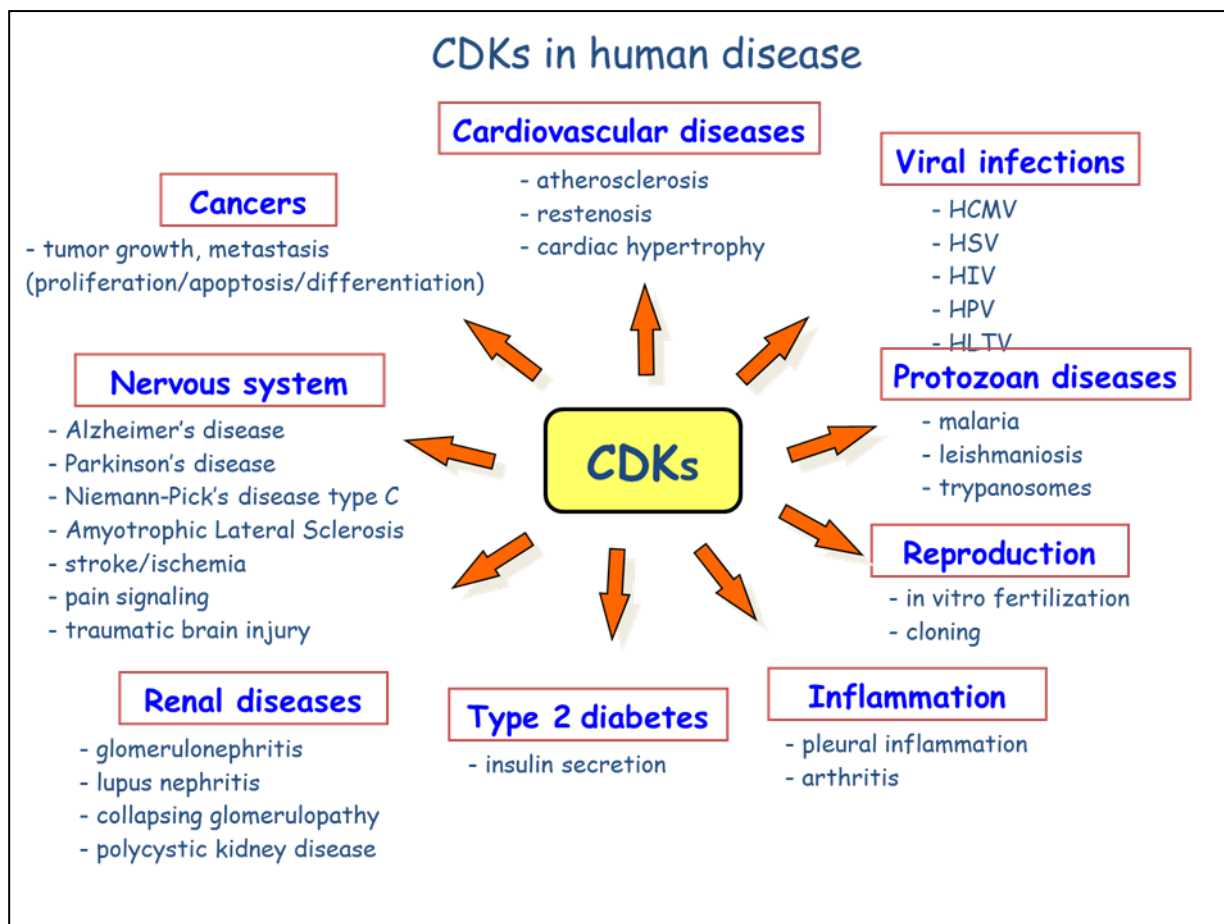 CDKs in human disease
Cardiovascular diseases
- atherosclerosis
- restenosis
- cardiac hypertrophy
Viral infections
- HCMV
- HSV
- HIV
- HPV
- HLTV
Cancers
- tumor growth, metastasis
(proliferation/apoptosis/differentiation)
Nervous system
- Alzheimer's disease
- Parkinson's disease
- Niemann-Pick's disease type C
- Amyotrophic Lateral Sclerosis
- stroke/ischemia
- pain signaling
- traumatic brain injury
CDKs
Protozoan diseases
- malaria
- leishmaniosis
- trypanosomes
Reproduction
- in vitro fertilization
- cloning
Renal diseases
- glomerulonephritis
- lupus nephritis
- collapsing glomerulopathy
- polycystic kidney disease
Type 2 diabetes
- insulin secretion
Inflammation
- pleural inflammation
- arthritis